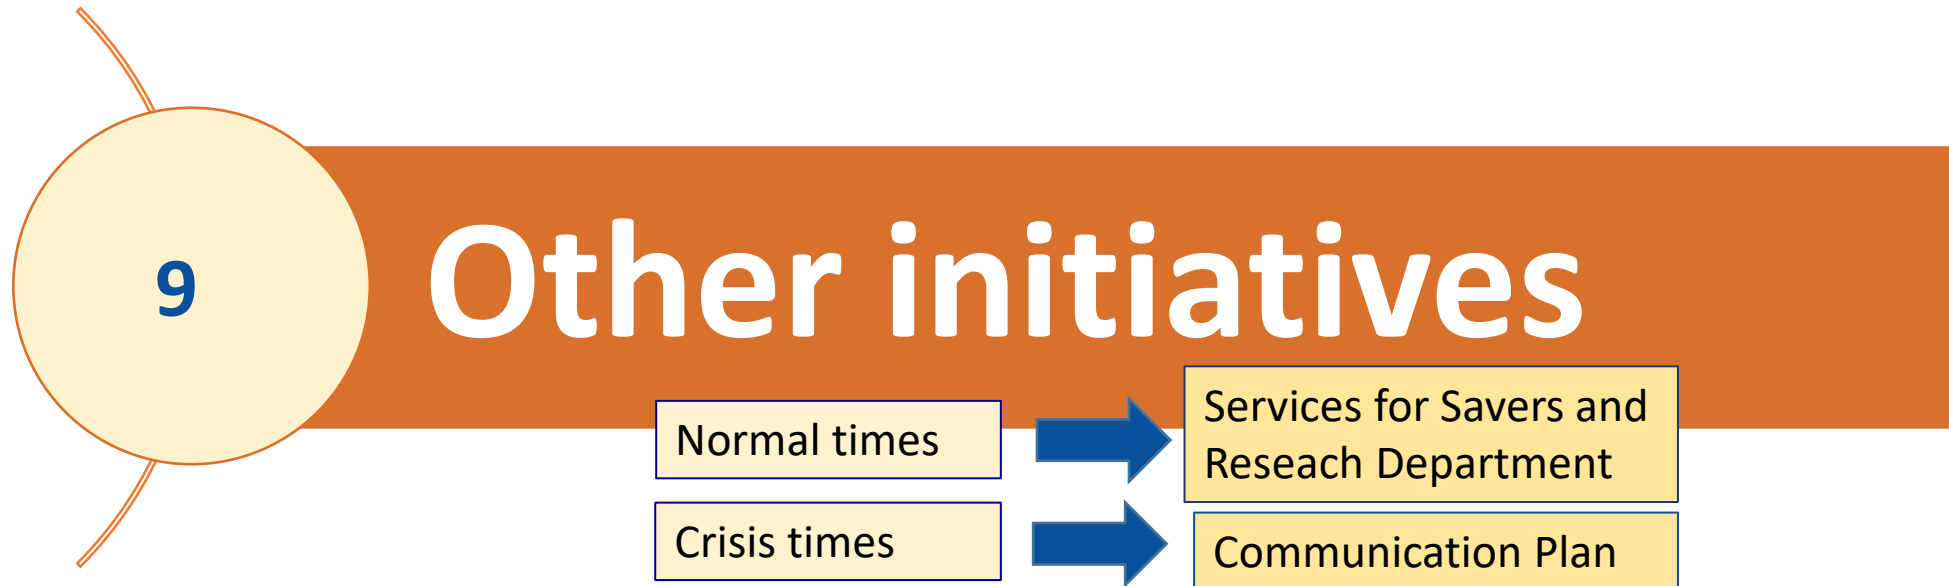 9
Other initiatives
Normal times
Services for Savers and
Reseach Department
Crisis times
Communication Plan